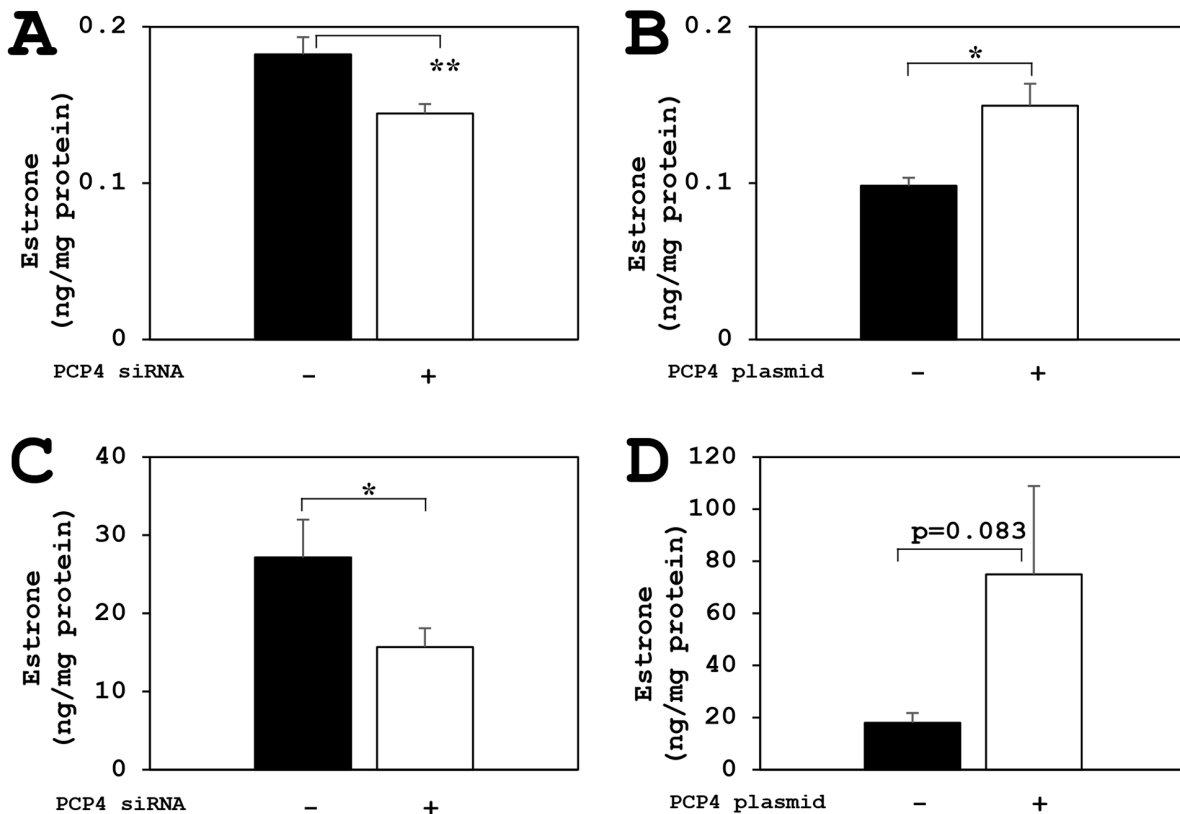 A
Estrone
(ng/mg protein)
0.2
0.1
0
**
PCP4 siRNA
−
+
B
Estrone
(ng/mg protein)
0.2
0.1
0
*
PCP4 plasmid
−
+
C
Estrone
(ng/mg protein)
40
30
20
10
0
*
PCP4 siRNA
−
+
D
Estrone
(ng/mg protein)
120
100
80
60
40
20
0
p=0.083
PCP4 plasmid
−
+